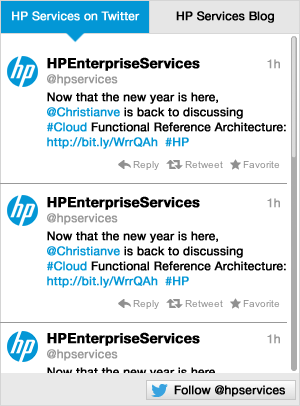 HP Services on Twitter HP Services Blog
hp HPEnterpriseServices 1h
@hpservices
Now that the new year is here,
@Christianve is back to discussing
#Cloud Functional Reference Architecture:
http://bit.ly/WrrQAh #HP
Reply Retweet Favorite
hp HPEnterpriseServices 1h
@hpservices
Now that the new year is here,
@Christianve is back to discussing
#Cloud Functional Reference Architecture:
http://bit.ly/WrrQAh #HP
Reply Retweet Favorite
hp HPEnterpriseServices 1h
@hpservices
Now that the new year is here,
Follow @hpservices